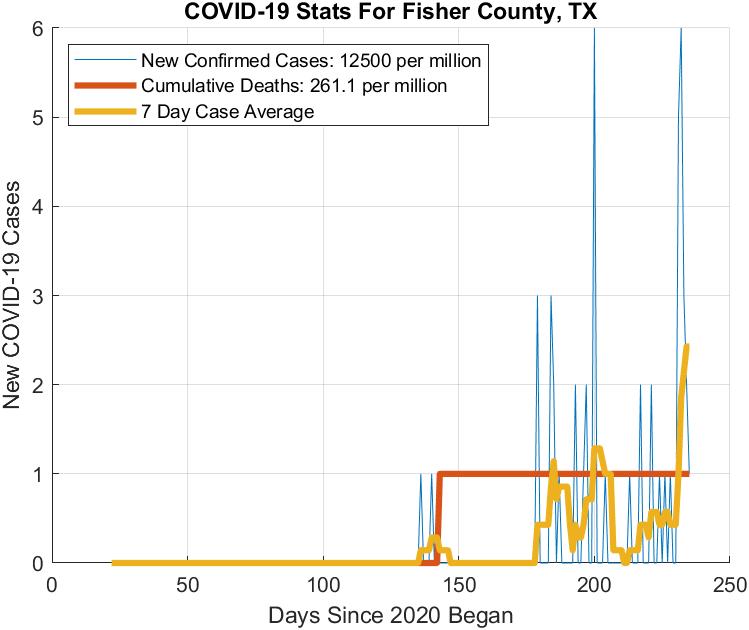 COVID-19 Stats For Fisher County, TX
New Confirmed Cases: 12500 per million
Cumulative Deaths: 261.1 per million
7 Day Case Average
New COVID-19 Cases
6
5
4
3
2
1
0
0 50 100 150 200 250
Days Since 2020 Began